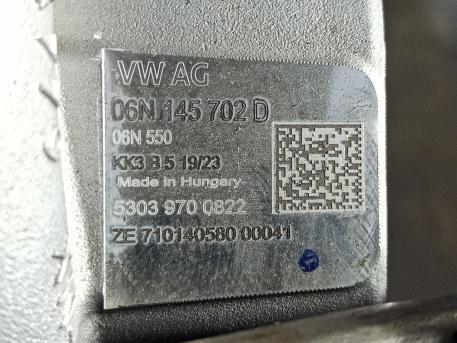 VW AG
06N 145 702 D
06N 550
KK3 B 5 19/23
Made in Hungary
5303 970 0822
ZE 710140580 00041